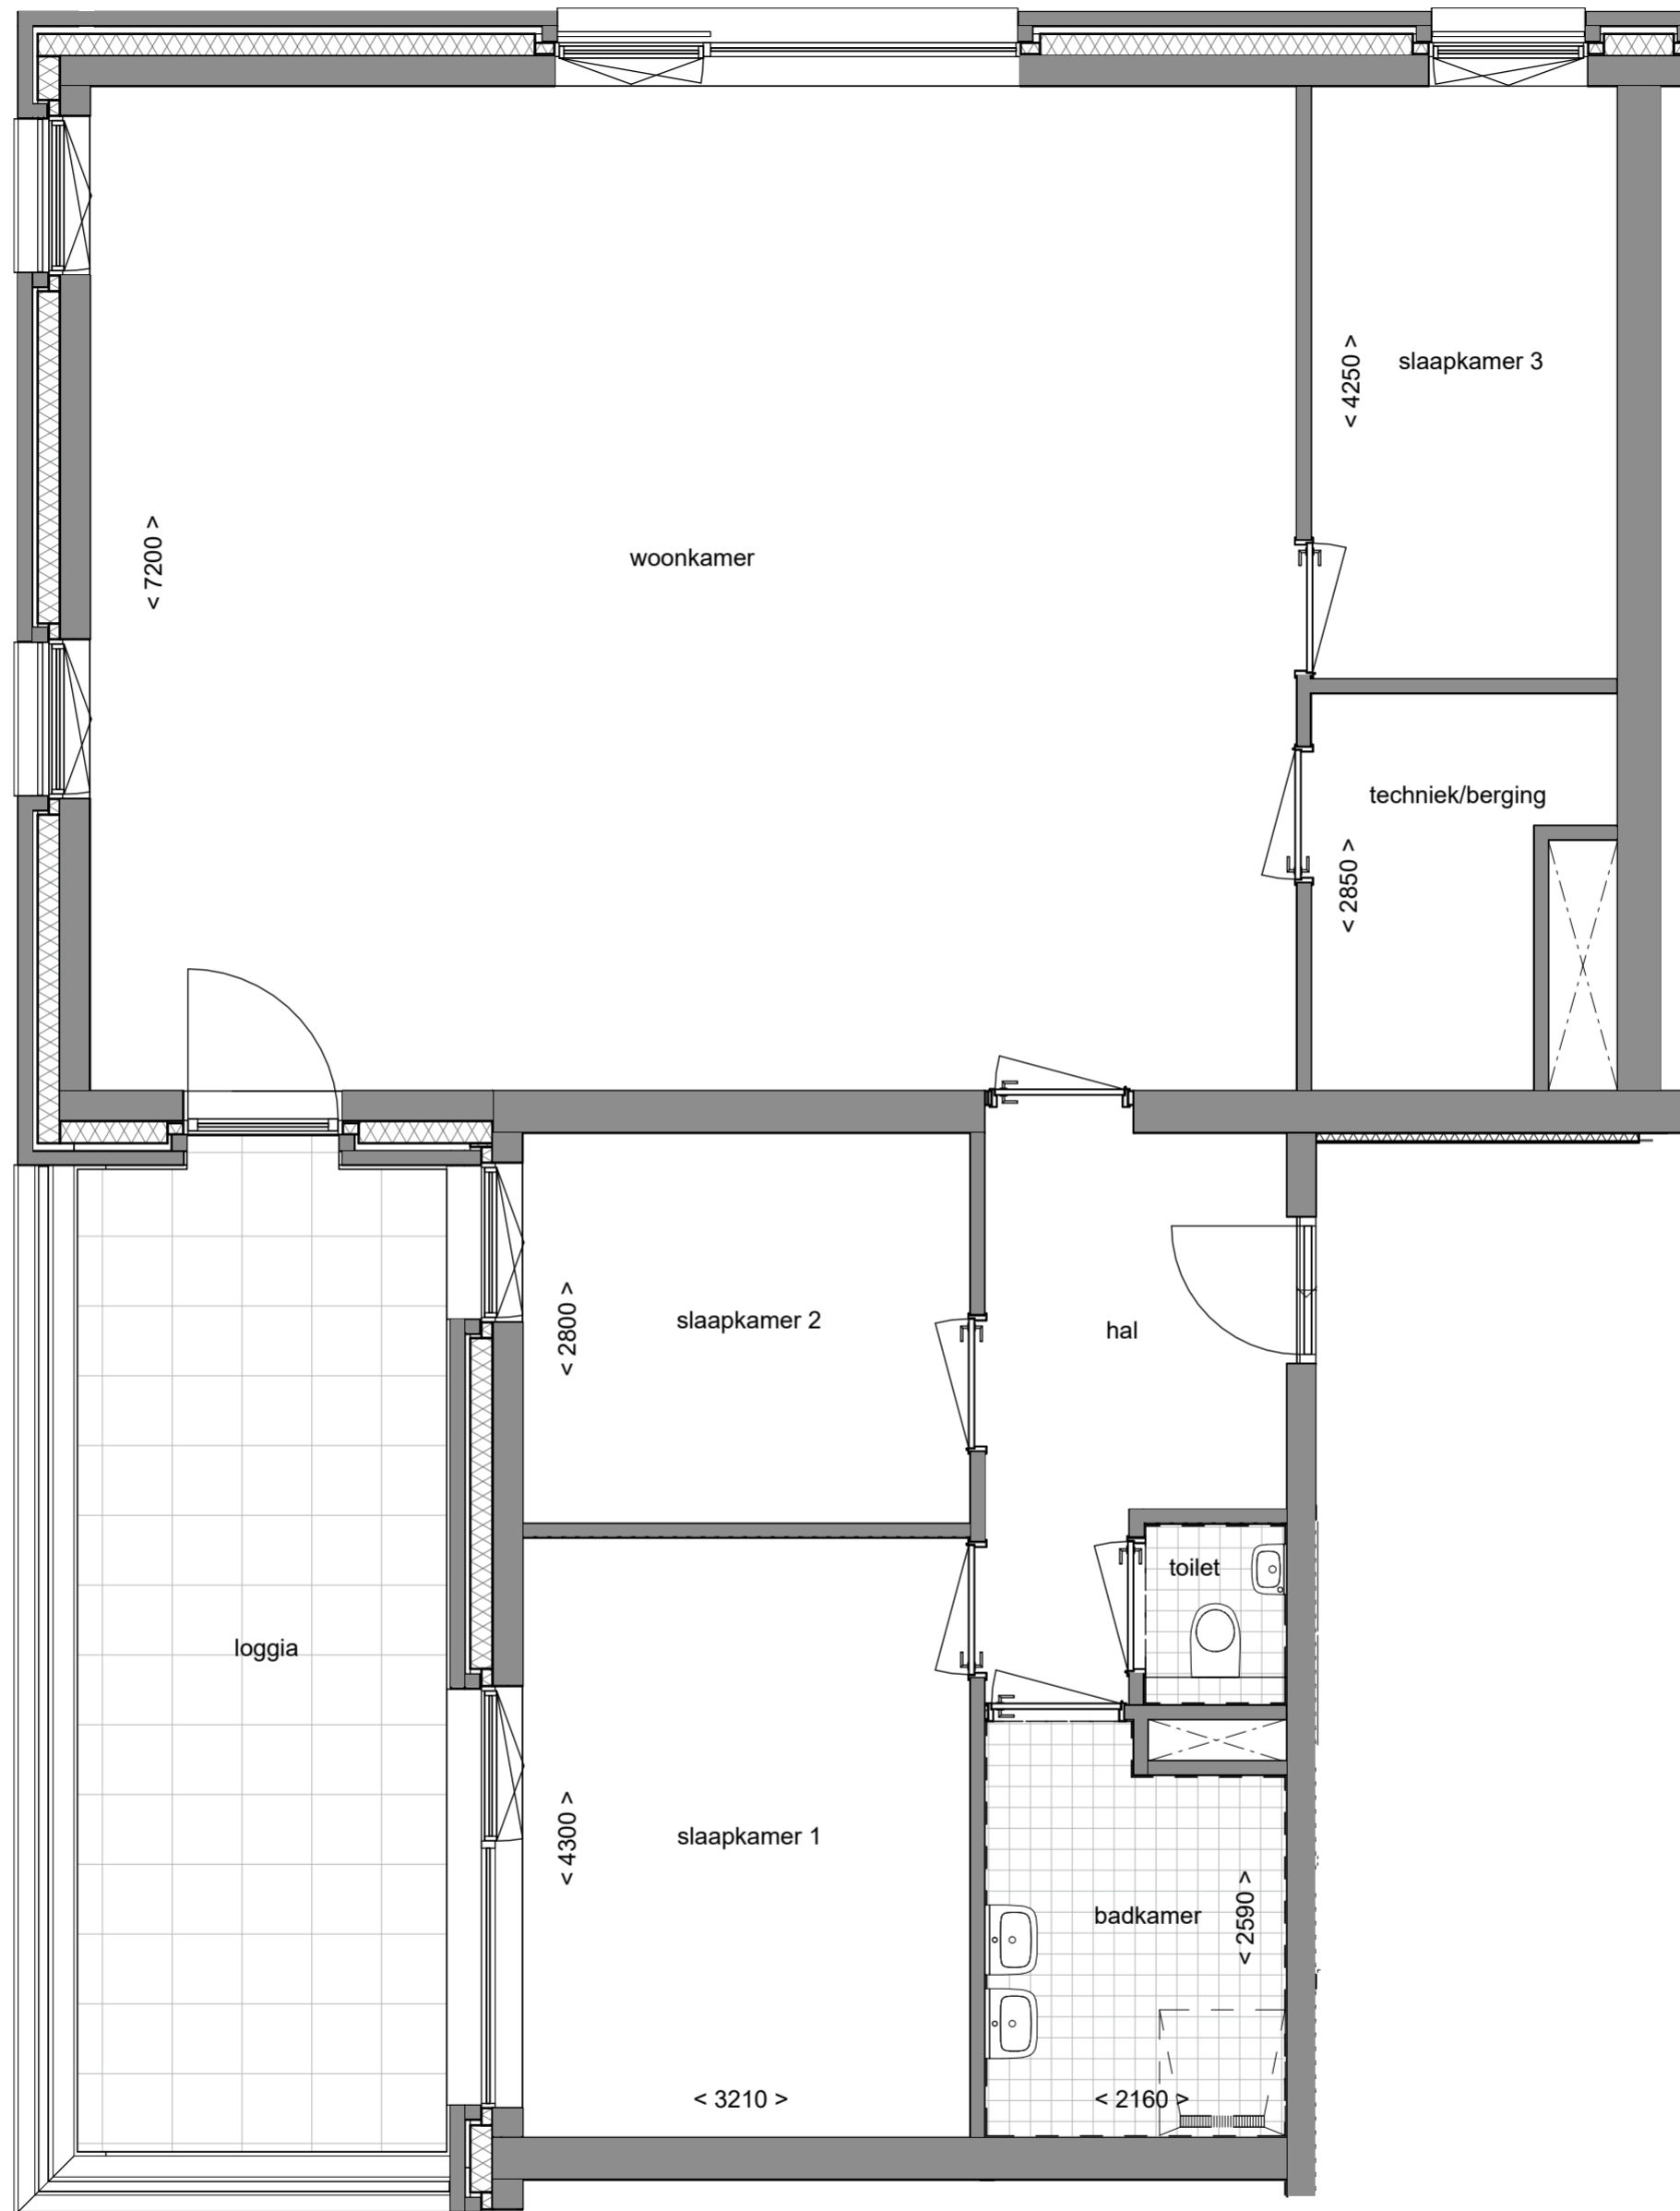 < 4250 >
slaapkamer 3
< 7200 >
woonkamer
techniek/berging
< 2850 >
< 2800 >
slaapkamer 2
hal
toilet
loggia
< 4300 >
slaapkamer 1
badkamer
< 2590 >
< 3210 >
< 2160 >